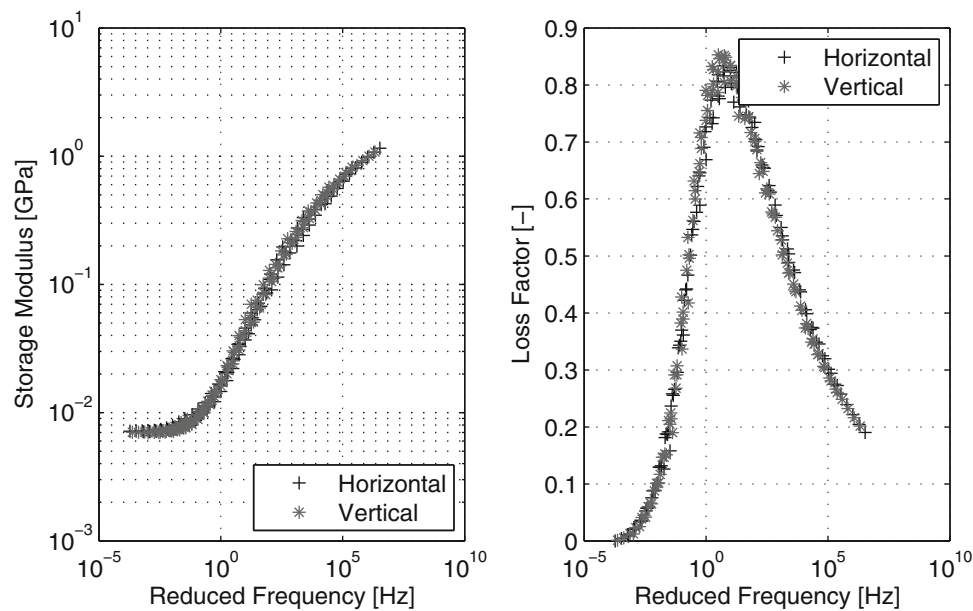 10^1
10^0
10^-1
10^-2
10^-3
Storage Modulus [GPa]
10^-5
10^0
10^5
10^10
Reduced Frequency [Hz]
Horizontal
Vertical
0.9
0.8
0.7
0.6
0.5
0.4
0.3
0.2
0.1
0
Loss Factor [−]
10^-5
10^0
10^5
10^10
Reduced Frequency [Hz]
Horizontal
Vertical